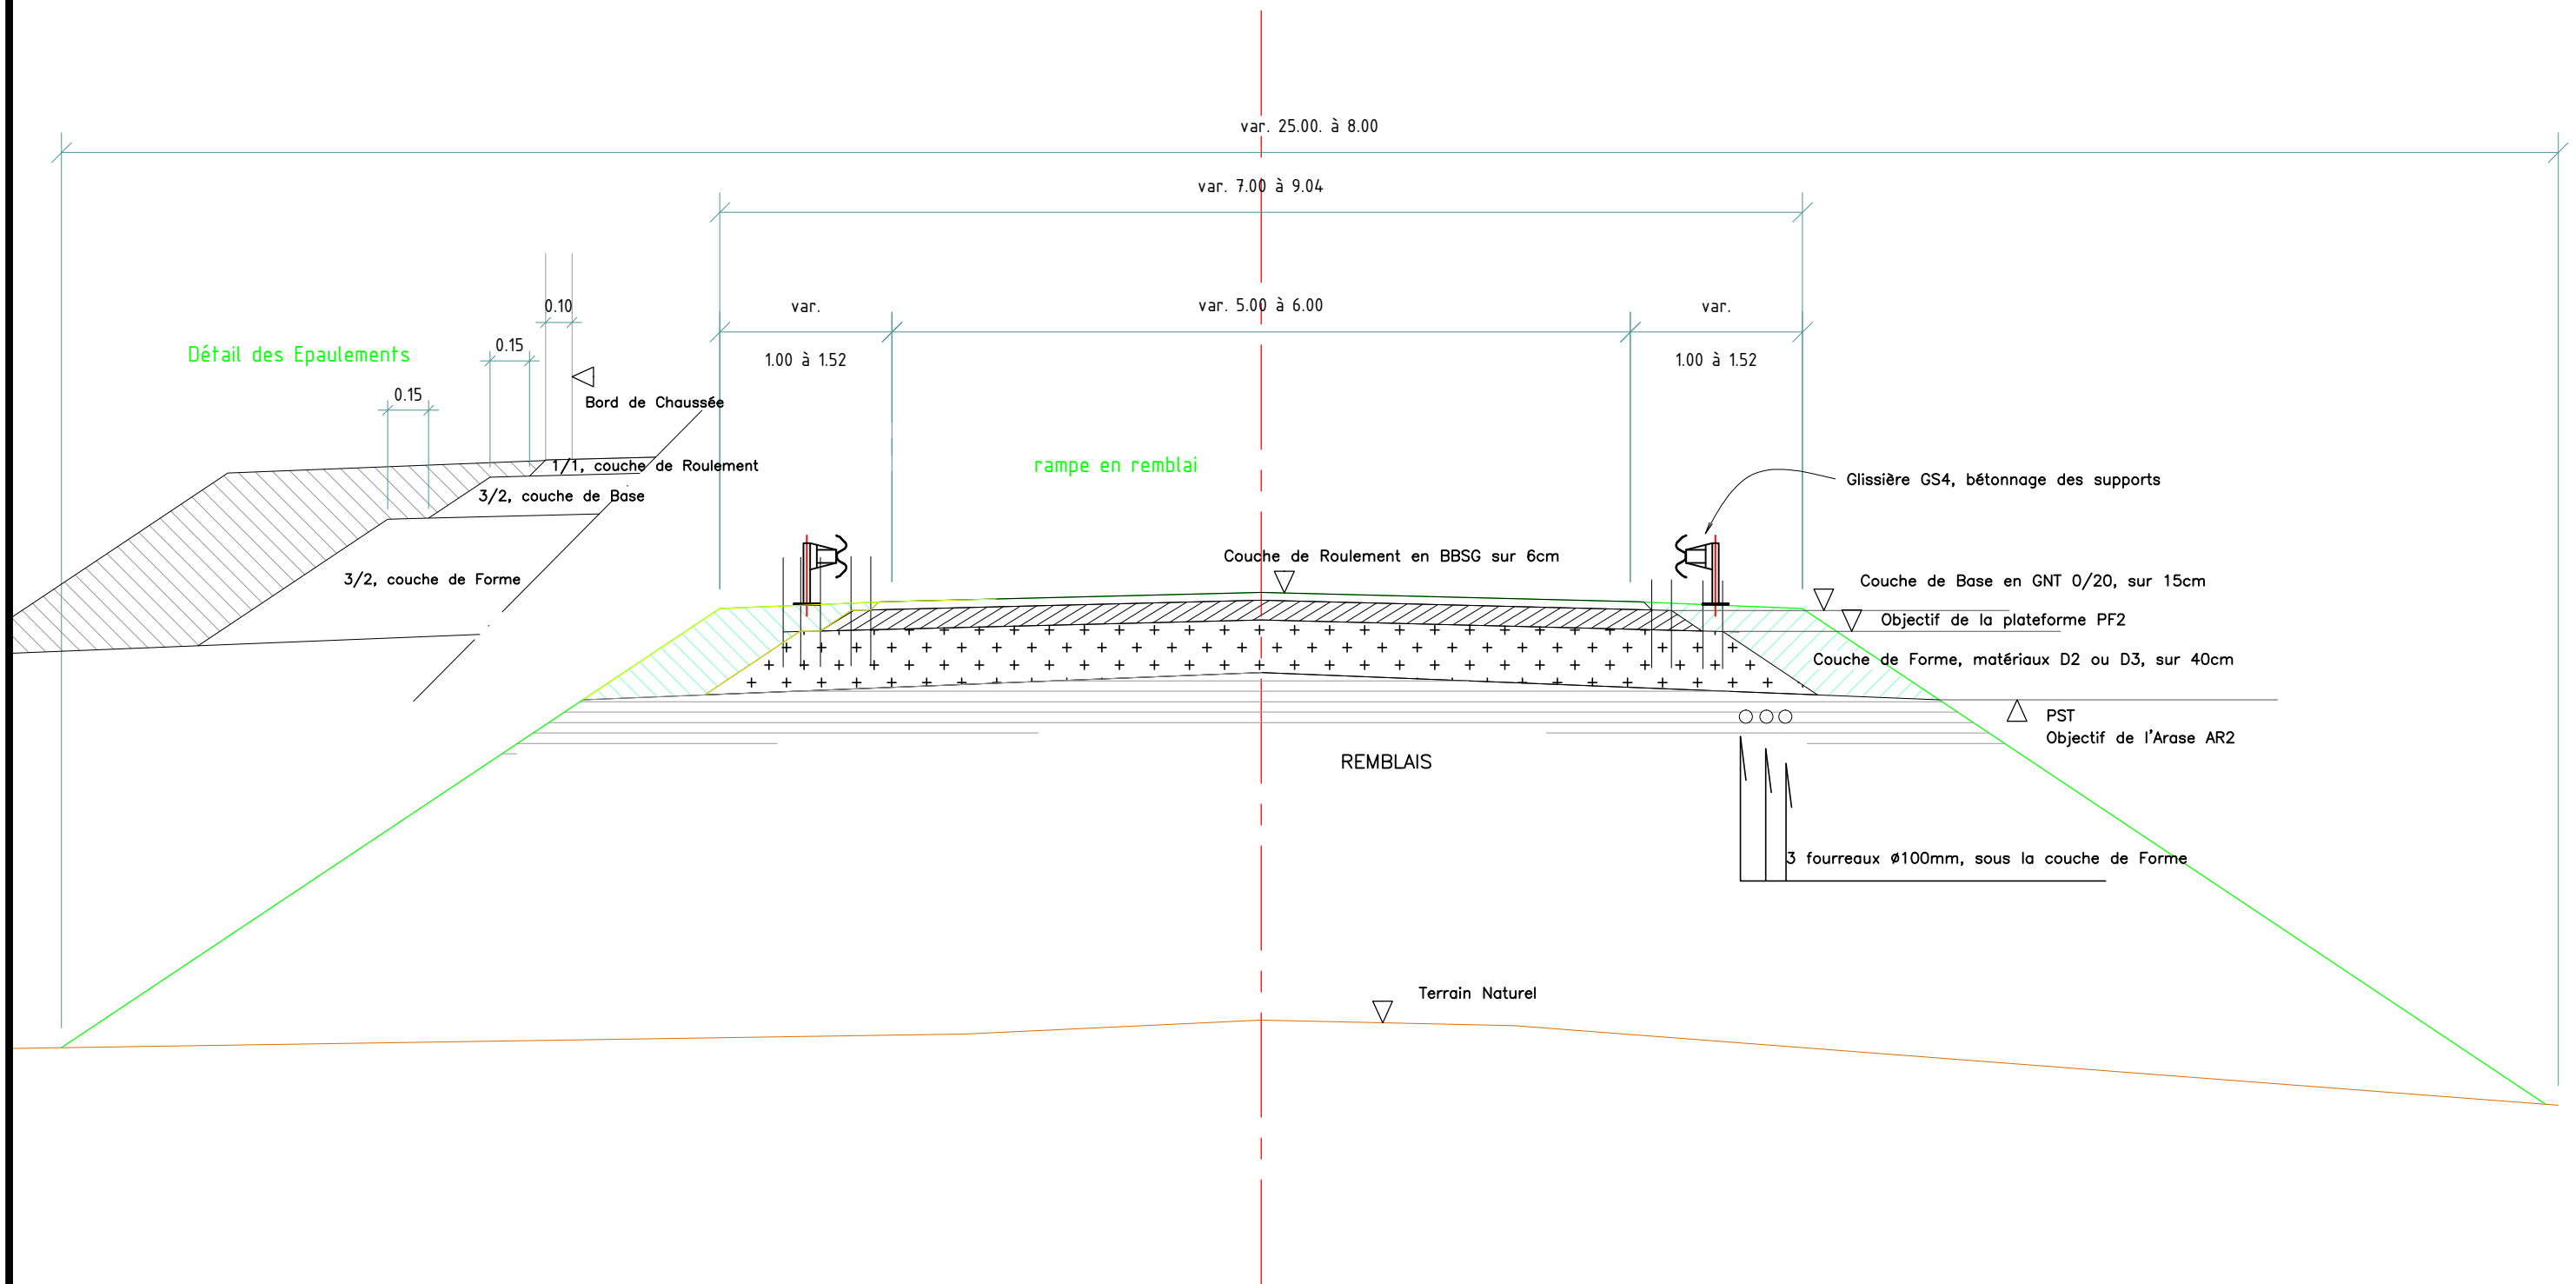 var. 25.00. à 8.00
var. 7.00 à 9.04
0.10
var.
var. 5.00 à 6.00
var.
Détail des Epaulements
0.15
1.00 à 1.52
1.00 à 1.52
0.15
Bord de Chaussée
1/1, couche de Roulement
rampe en remblai
Glissière GS4, bétonnage des supports
3/2, couche de Base
Couche de Roulement en BBSG sur 6cm
3/2, couche de Forme
Couche de Base en GNT 0/20, sur 15cm
Objectif de la plateforme PF2
Couche de Forme, matériaux D2 ou D3, sur 40cm
PST
Objectif de l'Arase AR2
REMBLAIS
3 fourreaux ø100mm, sous la couche de Forme
Terrain Naturel